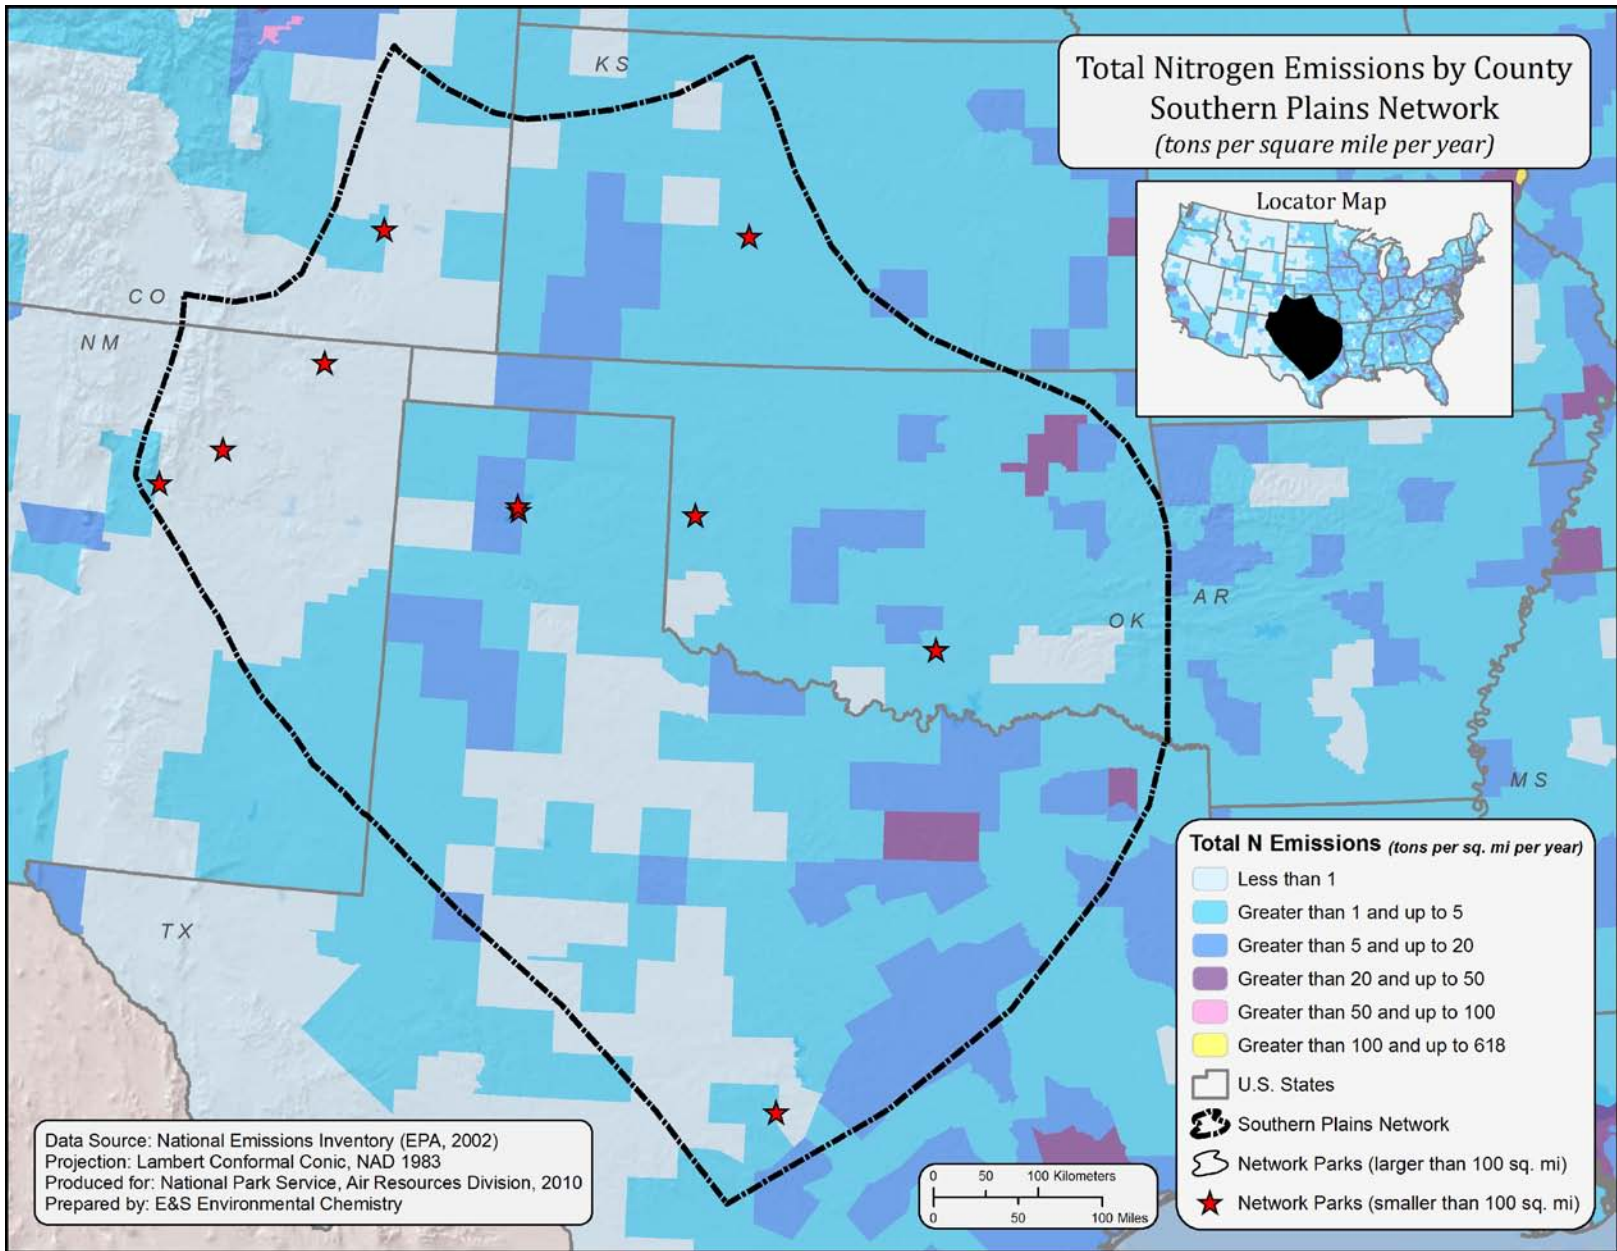 Total Nitrogen Emissions by County
Southern Plains Network
(tons per square mile per year)
Locator Map
KS
CO
NM
OK
AR
MS
TX
Total N Emissions (tons per sq. mi per year)
Less than 1
Greater than 1 and up to 5
Greater than 5 and up to 20
Greater than 20 and up to 50
Greater than 50 and up to 100
Greater than 100 and up to 618
U.S. States
Southern Plains Network
Network Parks (larger than 100 sq. mi)
Network Parks (smaller than 100 sq. mi)
Data Source: National Emissions Inventory (EPA, 2002)
Projection: Lambert Conformal Conic, NAD 1983
Produced for: National Park Service, Air Resources Division, 2010
Prepared by: E&S Environmental Chemistry
0 50 100 Kilometers
0 50 100 Miles